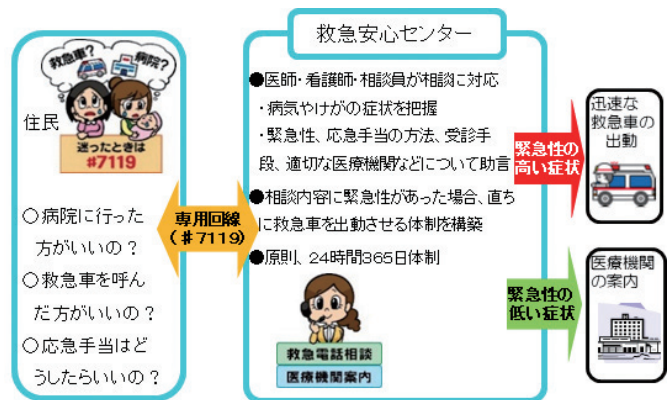 救急車?
病院?
住民
迷ったときは
#7119
○病院に行った
方がいいの?
○救急車を呼ん
だ方がいいの?
○応急手当はど
うしたらいいの?
専用回線
(#7119)
救急安心センター
●医師・看護師・相談員が相談に対応
・病気やけがの症状を把握
・緊急性、応急手当の方法、受診手
段、適切な医療機関などについて助言
●相談内容に緊急性があった場合、直ち
に救急車を出動させる体制を構築
●原則、24時間365日体制
救急電話相談
医療機関案内
緊急性の
高い症状
迅速な
救急車の
出動
緊急性の
低い症状
医療機関
の案内